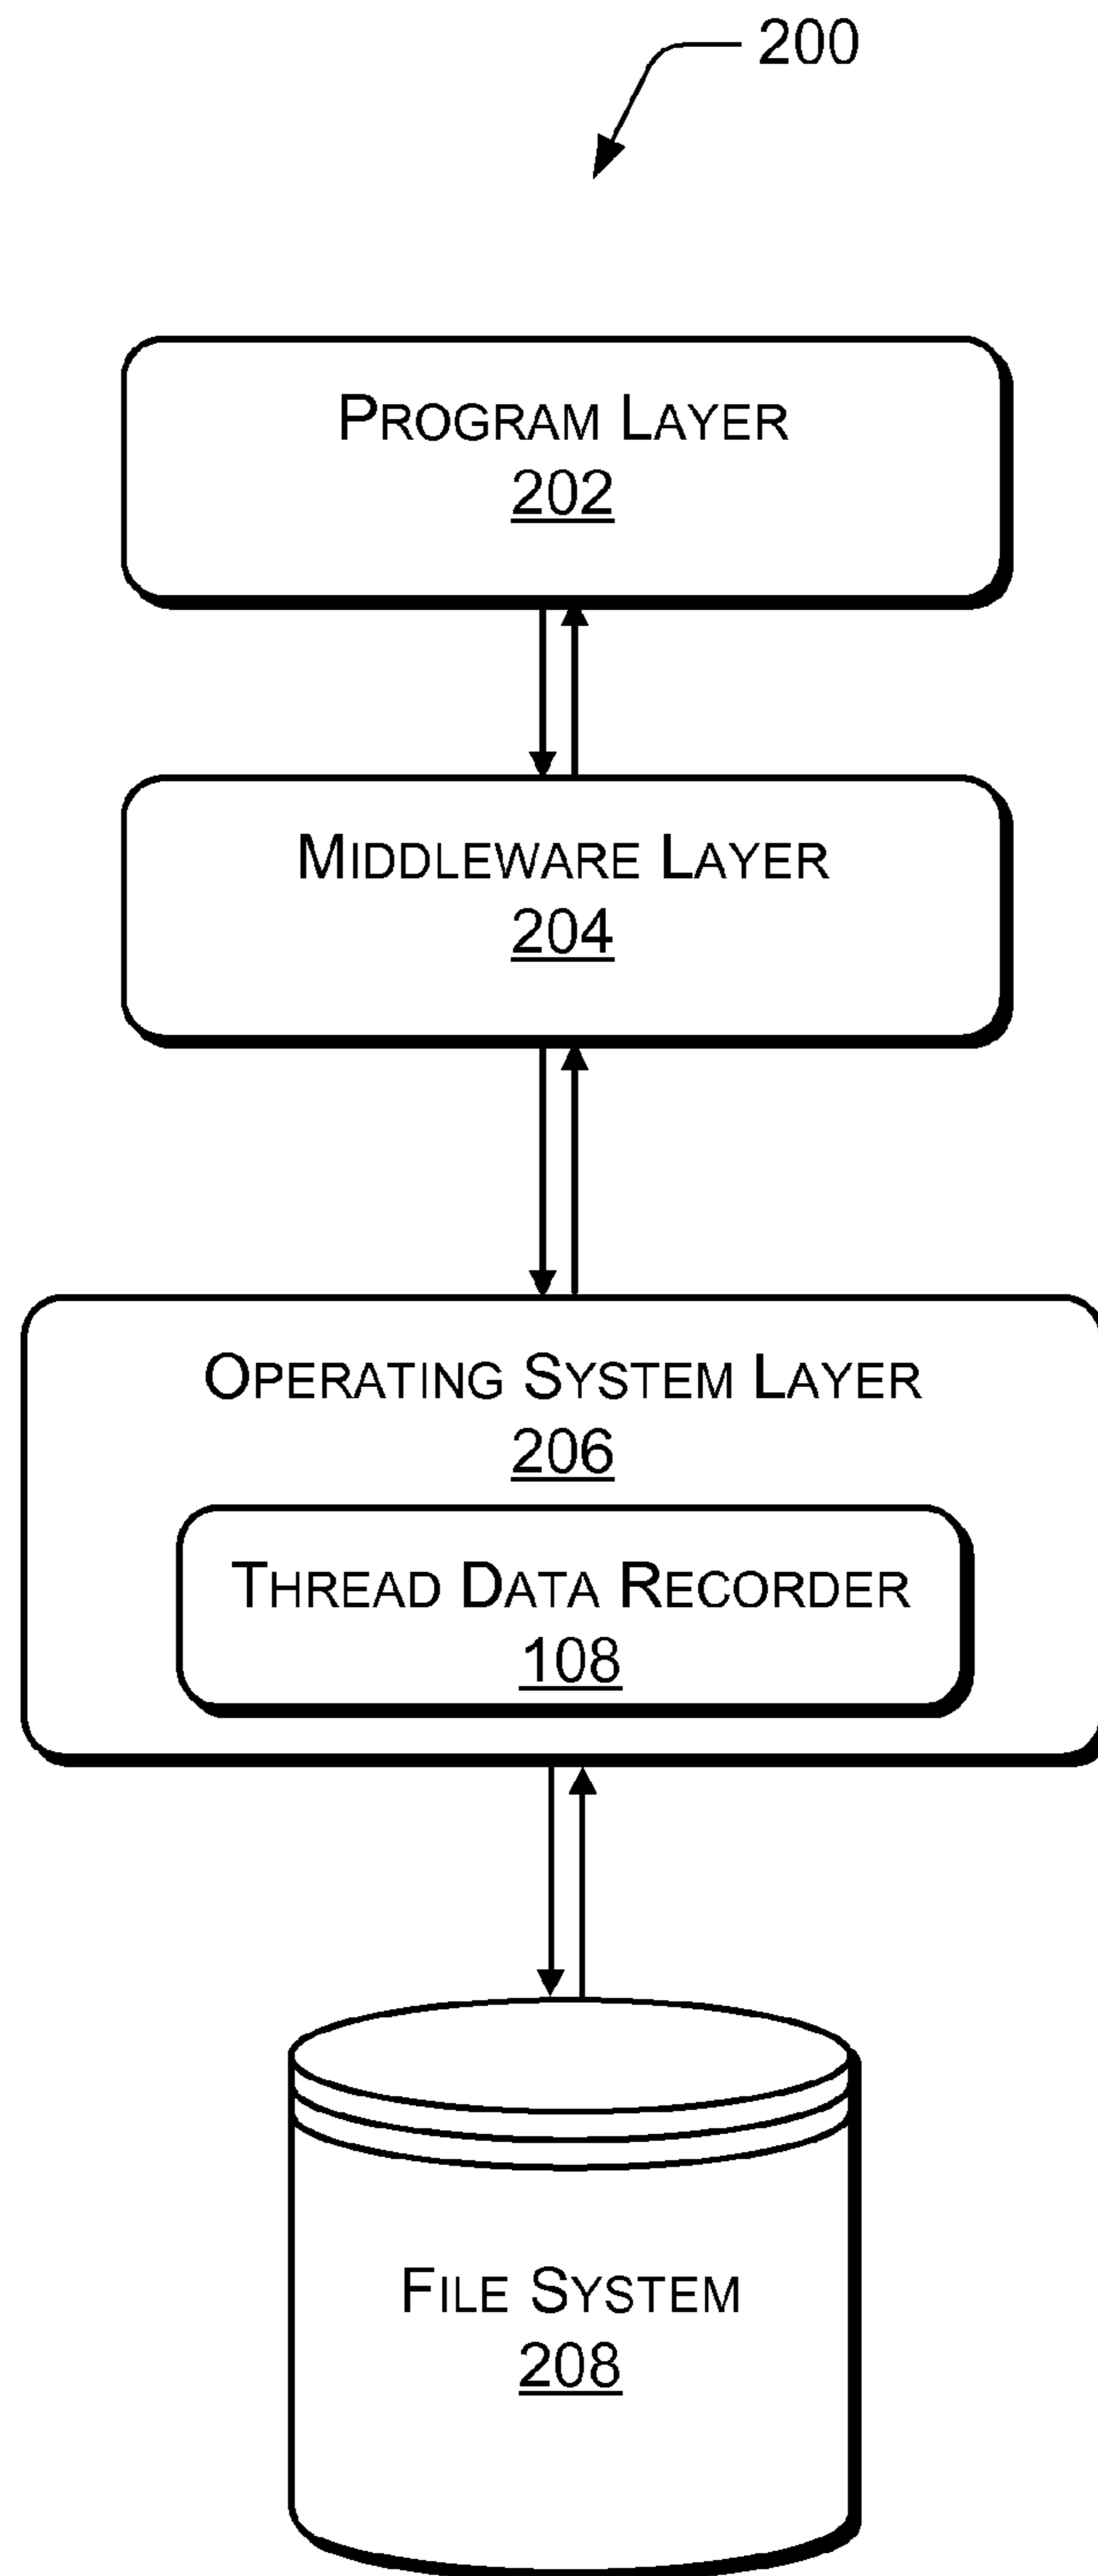 200
PROGRAM LAYER
202
MIDDLEWARE LAYER
204
OPERATING SYSTEM LAYER
206
THREAD DATA RECORDER
108
FILE SYSTEM
208